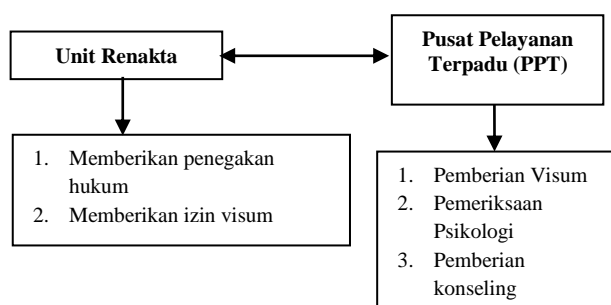 Unit Renakta
Pusat Pelayanan
Terpadu (PPT)
1. Memberikan penegakan
hukum
2. Memberikan izin visum
1. Pemberian Visum
2. Pemeriksaan
Psikologi
3. Pemberian
konseling